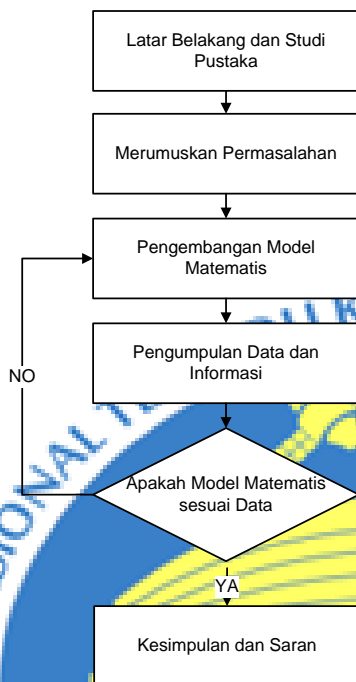 Latar Belakang dan Studi
Pustaka
Merumuskan Permasalahan
Pengembangan Model
Matematis
Pengumpulan Data dan
Informasi
NO
Apakah Model Matematis
sesuai Data
YA
Kesimpulan dan Saran